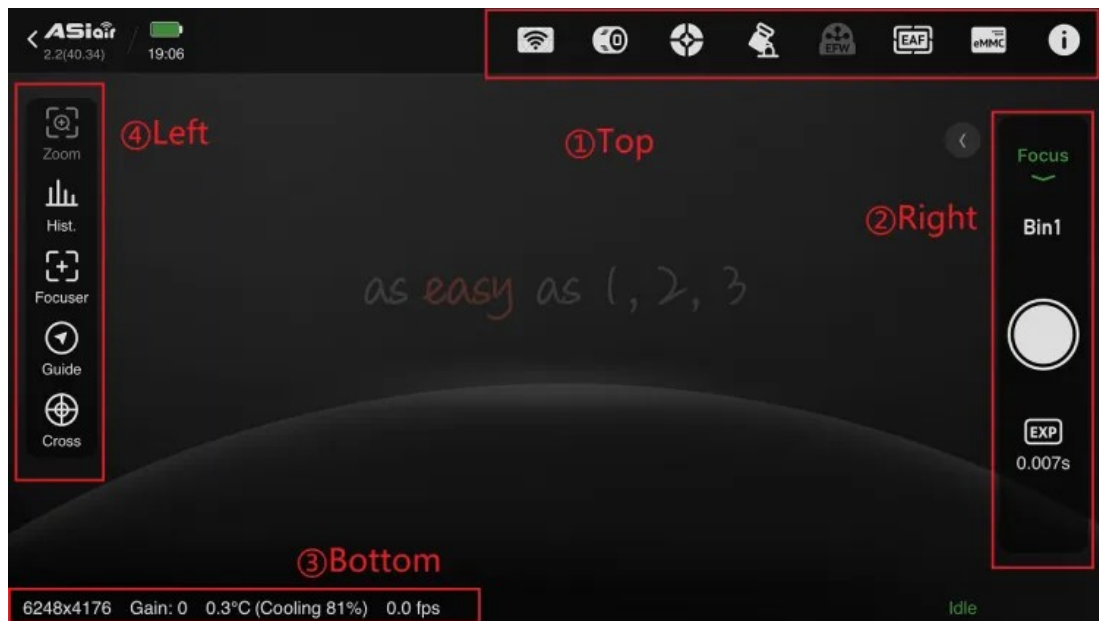 ASiair
2.2(40.34)
19:06
EFW
EAF
eMMC
i
①Top
④Left
Zoom
Hist.
Focuser
Guide
Cross
as easy as 1, 2, 3
②Right
Focus
Bin1
EXP
0.007s
③Bottom
6248x4176 Gain: 0 0.3°C (Cooling 81%) 0.0 fps
Idle